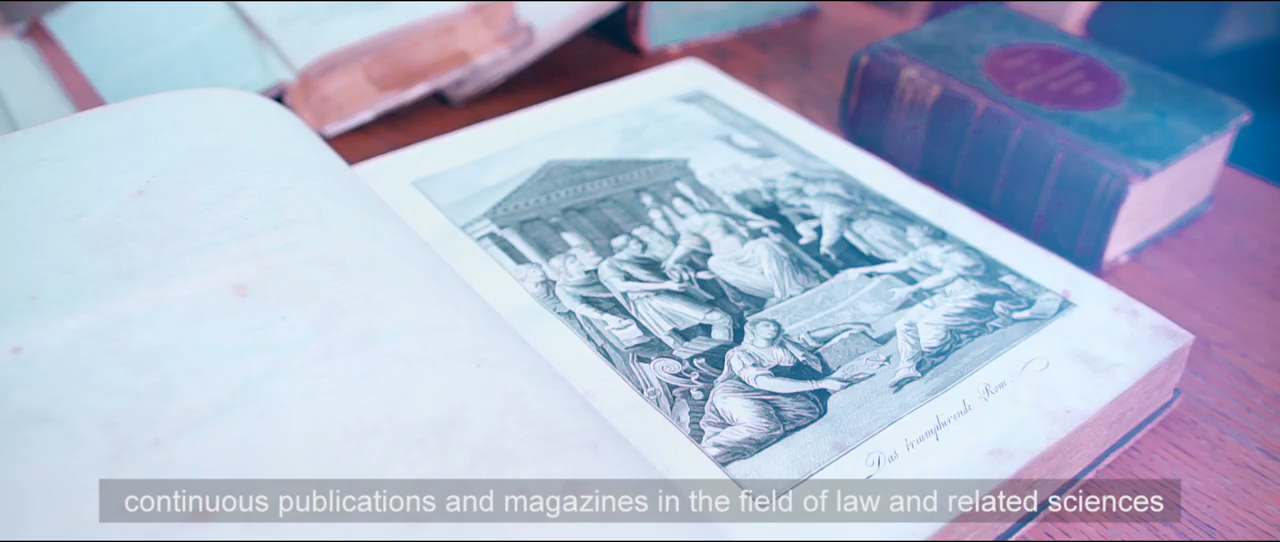 Das triumphirende Rom.
continuous publications and magazines in the field of law and related sciences